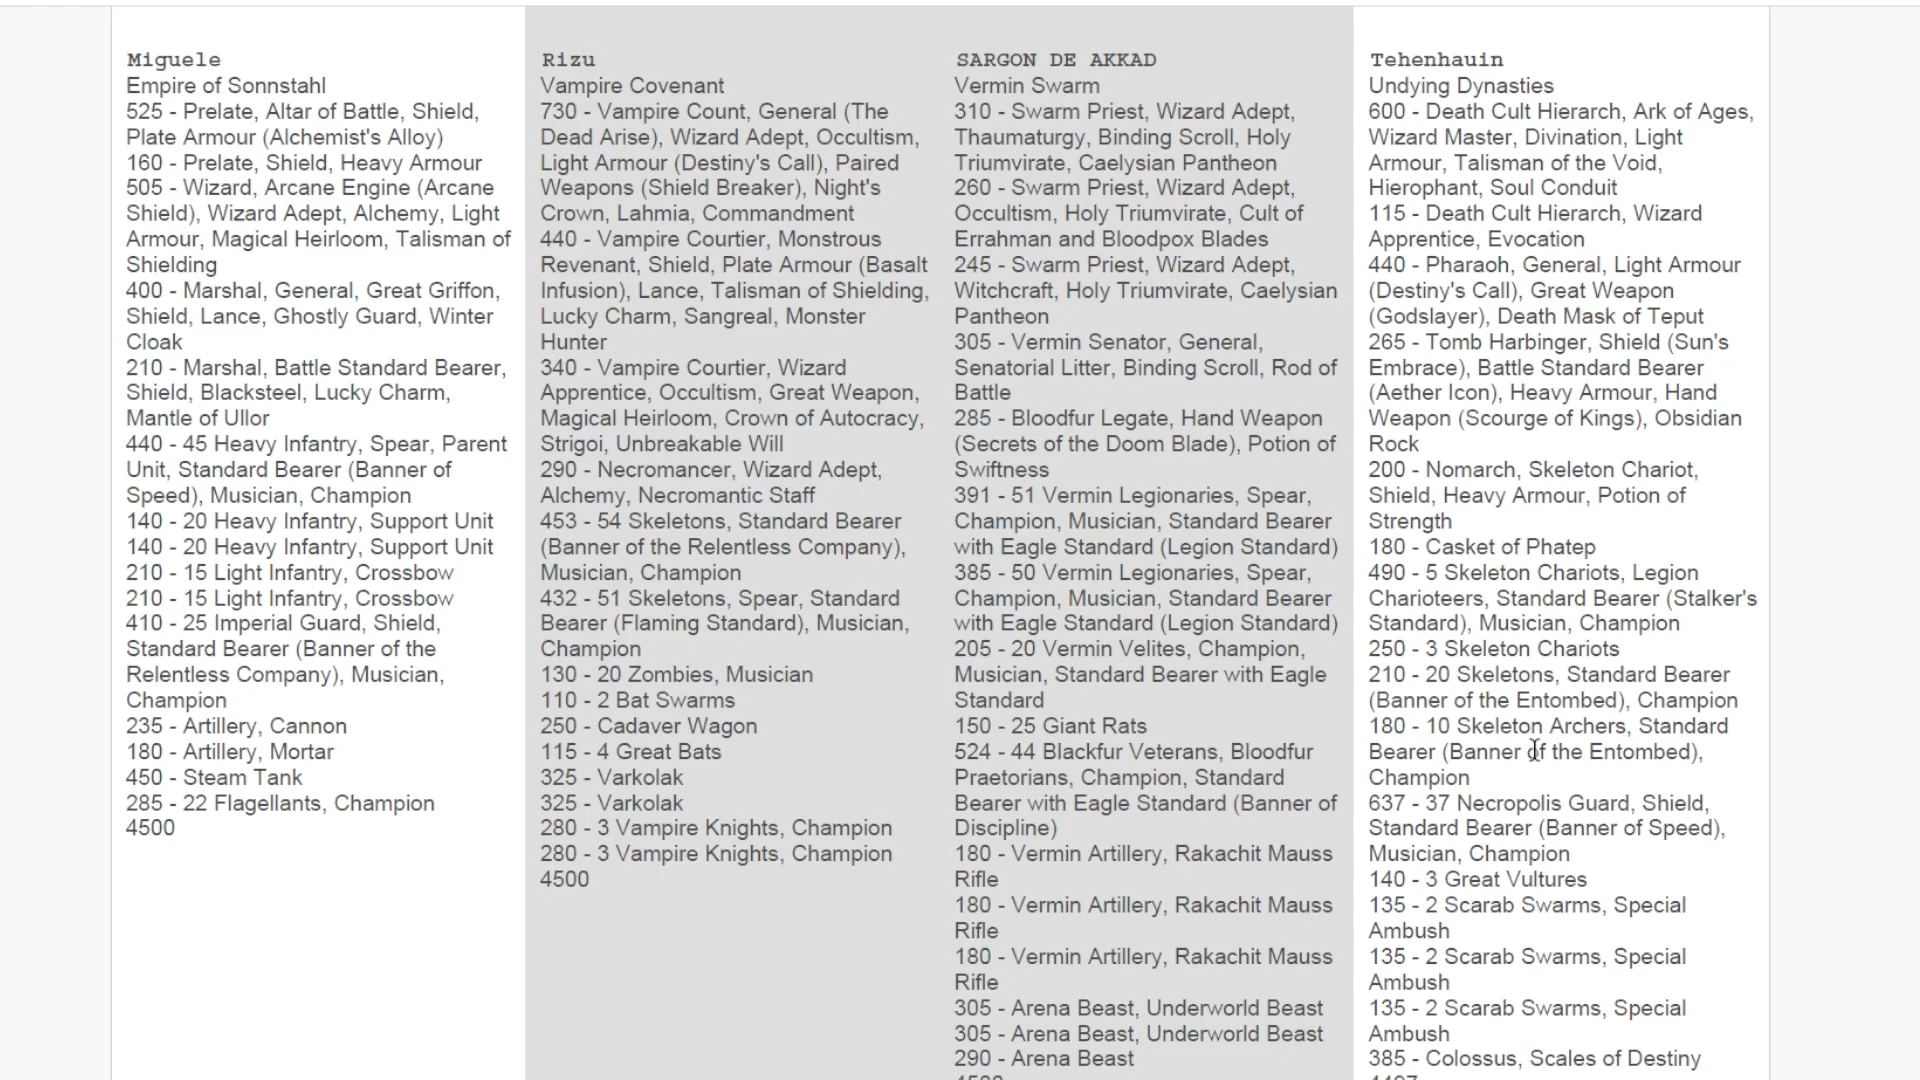 Miguele
Empire of Sonnstahl
525 - Prelate, Altar of Battle, Shield,
Plate Armour (Alchemist's Alloy)
160 - Prelate, Shield, Heavy Armour
505 - Wizard, Arcane Engine (Arcane
Shield), Wizard Adept, Alchemy, Light
Armour, Magical Heirloom, Talisman of
Shielding
400 - Marshal, General, Great Griffon,
Shield, Lance, Ghostly Guard, Winter
Cloak
210 - Marshal, Battle Standard Bearer,
Shield, Blacksteel, Lucky Charm,
Mantle of Ullor
440 - 45 Heavy Infantry, Spear, Parent
Unit, Standard Bearer (Banner of
Speed), Musician, Champion
140 - 20 Heavy Infantry, Support Unit
140 - 20 Heavy Infantry, Support Unit
210 - 15 Light Infantry, Crossbow
210 - 15 Light Infantry, Crossbow
410 - 25 Imperial Guard, Shield,
Standard Bearer (Banner of the
Relentless Company), Musician,
Champion
235 - Artillery, Cannon
180 - Artillery, Mortar
450 - Steam Tank
285 - 22 Flagellants, Champion
4500
Rizu
Vampire Covenant
730 - Vampire Count, General (The
Dead Arise), Wizard Adept, Occultism,
Light Armour (Destiny's Call), Paired
Weapons (Shield Breaker), Night's
Crown, Lahmia, Commandment
440 - Vampire Courtier, Monstrous
Revenant, Shield, Plate Armour (Basalt
Infusion), Lance, Talisman of Shielding,
Lucky Charm, Sangreal, Monster
Hunter
340 - Vampire Courtier, Wizard
Apprentice, Occultism, Great Weapon,
Magical Heirloom, Crown of Autocracy,
Strigoi, Unbreakable Will
290 - Necromancer, Wizard Adept,
Alchemy, Necromantic Staff
453 - 54 Skeletons, Standard Bearer
(Banner of the Relentless Company),
Musician, Champion
432 - 51 Skeletons, Spear, Standard
Bearer (Flaming Standard), Musician,
Champion
130 - 20 Zombies, Musician
110 - 2 Bat Swarms
250 - Cadaver Wagon
115 - 4 Great Bats
325 - Varkolak
325 - Varkolak
280 - 3 Vampire Knights, Champion
280 - 3 Vampire Knights, Champion
4500
SARGON DE AKKAD
Vermin Swarm
310 - Swarm Priest, Wizard Adept,
Thaumaturgy, Binding Scroll, Holy
Triumvirate, Caelysian Pantheon
260 - Swarm Priest, Wizard Adept,
Occultism, Holy Triumvirate, Cult of
Errahman and Bloodpox Blades
245 - Swarm Priest, Wizard Adept,
Witchcraft, Holy Triumvirate, Caelysian
Pantheon
305 - Vermin Senator, General,
Senatorial Litter, Binding Scroll, Rod of
Battle
285 - Bloodfur Legate, Hand Weapon
(Secrets of the Doom Blade), Potion of
Swiftness
391 - 51 Vermin Legionaries, Spear,
Champion, Musician, Standard Bearer
with Eagle Standard (Legion Standard)
385 - 50 Vermin Legionaries, Spear,
Champion, Musician, Standard Bearer
with Eagle Standard (Legion Standard)
205 - 20 Vermin Velites, Champion,
Musician, Standard Bearer with Eagle
Standard
150 - 25 Giant Rats
524 - 44 Blackfur Veterans, Bloodfur
Praetorians, Champion, Standard
Bearer with Eagle Standard (Banner of
Discipline)
180 - Vermin Artillery, Rakachit Mauss
Rifle
180 - Vermin Artillery, Rakachit Mauss
Rifle
180 - Vermin Artillery, Rakachit Mauss
Rifle
305 - Arena Beast, Underworld Beast
305 - Arena Beast, Underworld Beast
290 - Arena Beast
Tehenhauin
Undying Dynasties
600 - Death Cult Hierarch, Ark of Ages,
Wizard Master, Divination, Light
Armour, Talisman of the Void,
Hierophant, Soul Conduit
115 - Death Cult Hierarch, Wizard
Apprentice, Evocation
440 - Pharaoh, General, Light Armour
(Destiny's Call), Great Weapon
(Godslayer), Death Mask of Teput
265 - Tomb Harbinger, Shield (Sun's
Embrace), Battle Standard Bearer
(Aether Icon), Heavy Armour, Hand
Weapon (Scourge of Kings), Obsidian
Rock
200 - Nomarch, Skeleton Chariot,
Shield, Heavy Armour, Potion of
Strength
180 - Casket of Phatep
490 - 5 Skeleton Chariots, Legion
Charioteers, Standard Bearer (Stalker's
Standard), Musician, Champion
250 - 3 Skeleton Chariots
210 - 20 Skeletons, Standard Bearer
(Banner of the Entombed), Champion
180 - 10 Skeleton Archers, Standard
Bearer (Banner of the Entombed),
Champion
637 - 37 Necropolis Guard, Shield,
Standard Bearer (Banner of Speed),
Musician, Champion
140 - 3 Great Vultures
135 - 2 Scarab Swarms, Special
Ambush
135 - 2 Scarab Swarms, Special
Ambush
135 - 2 Scarab Swarms, Special
Ambush
385 - Colossus, Scales of Destiny